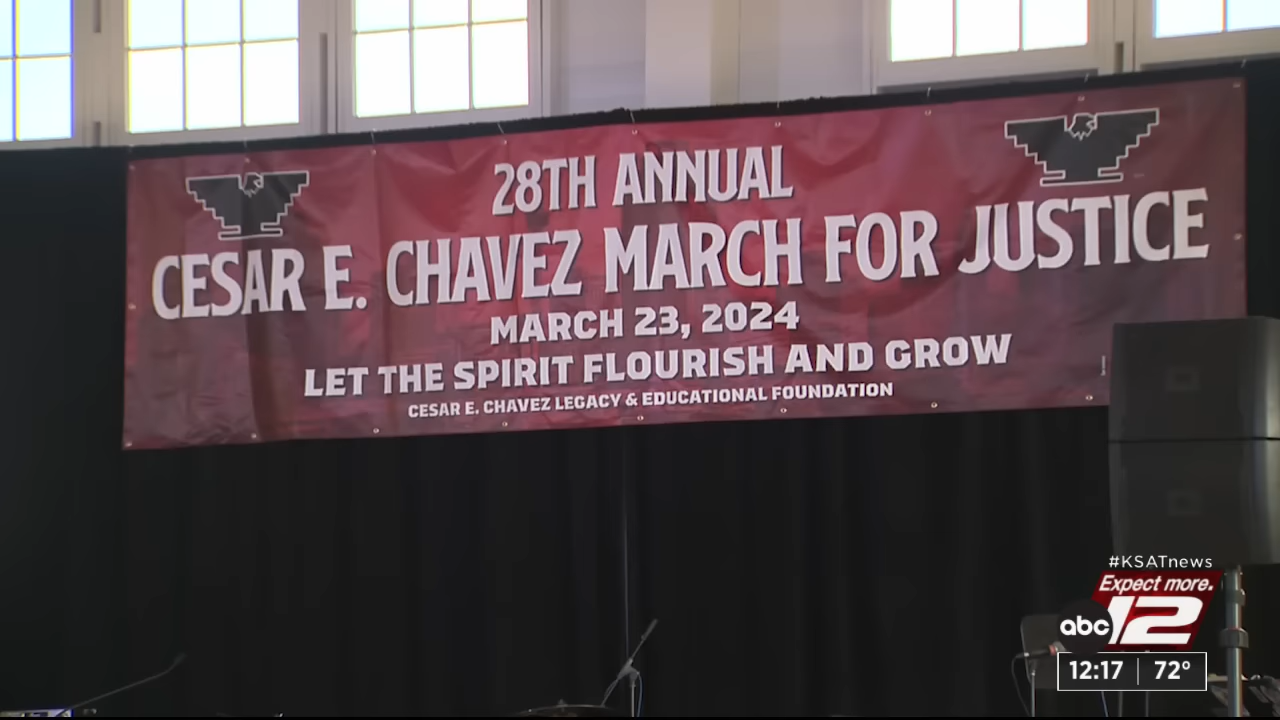 28TH ANNUAL
CESAR E. CHAVEZ MARCH FOR JUSTICE
MARCH 23, 2024
LET THE SPIRIT FLOURISH AND GROW
CESAR E. CHAVEZ LEGACY & EDUCATIONAL FOUNDATION
#KSATnews
Expect more.
abc 12
12:17 72°